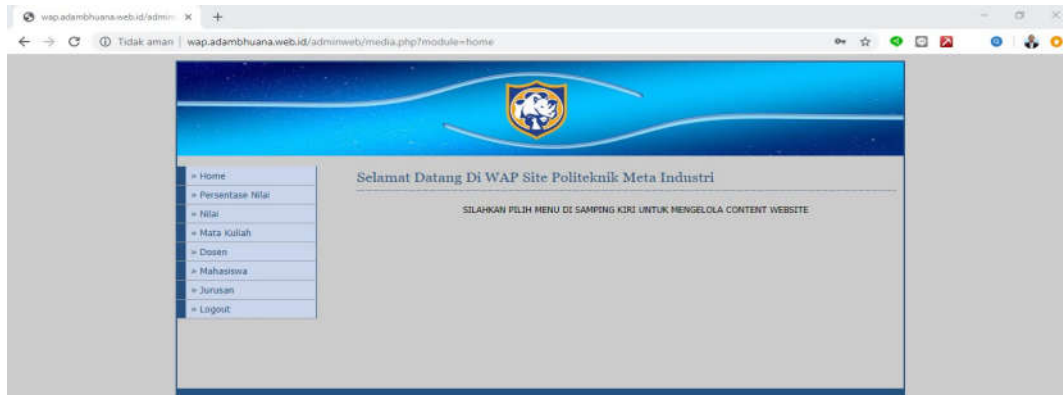 wap.adambhuana.web.id/admin
Tidak aman | wap.adambhuana.web.id/adminweb/media.php?module=home
» Home
» Persentase Nilai
» Nilai
» Mata Kuliah
» Dosen
» Mahasiswa
» Jurusan
» Logout
Selamat Datang Di WAP Site Politeknik Meta Industri
SILAHKAN PILIH MENU DI SAMPING KIRI UNTUK MENGELOLA CONTENT WEBSITE